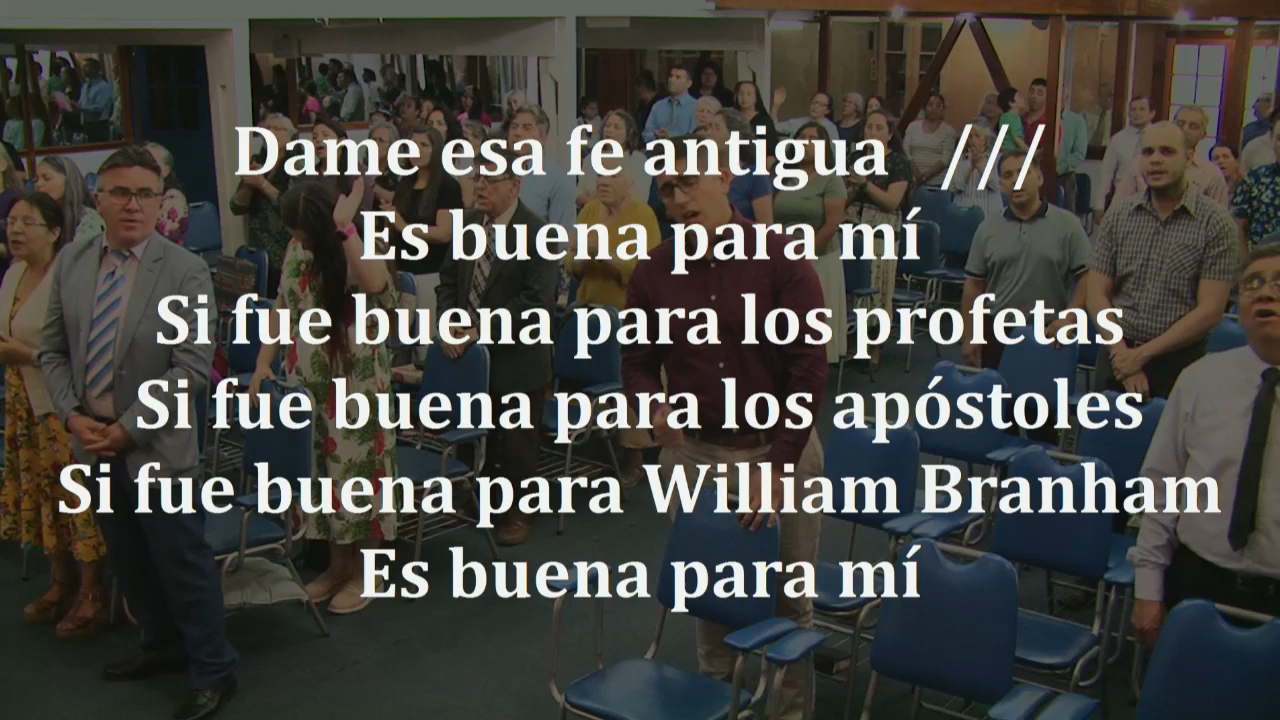 Dame esa fe antigua ///
Es buena para mí
Si fue buena para los profetas
Si fue buena para los apóstoles
Si fue buena para William Branham
Es buena para mí